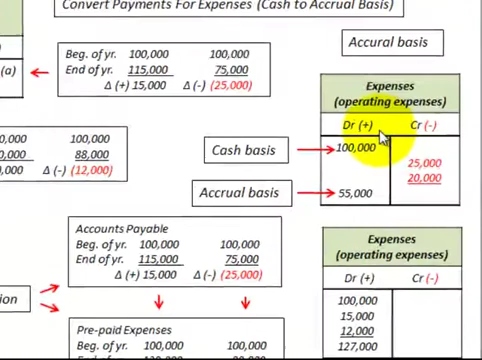 Convert Payments For Expenses (Cash to Accrual Basis)
Accural basis
(a)
Beg. of yr. 100,000 100,000
End of yr. 115,000 75,000
Δ (+) 15,000 Δ (-) (25,000)
Expenses
(operating expenses)
Dr (+) Cr (-)
100,000
25,000
20,000
55,000
100,000
88,000
Δ (-) (12,000)
Cash basis
Accrual basis
Accounts Payable
Beg. of yr. 100,000 100,000
End of yr. 115,000 75,000
Δ (+) 15,000 Δ (-) (25,000)
Pre-paid Expenses
Beg. of yr. 100,000 100,000
Expenses
(operating expenses)
Dr (+) Cr (-)
100,000
15,000
12,000
127,000